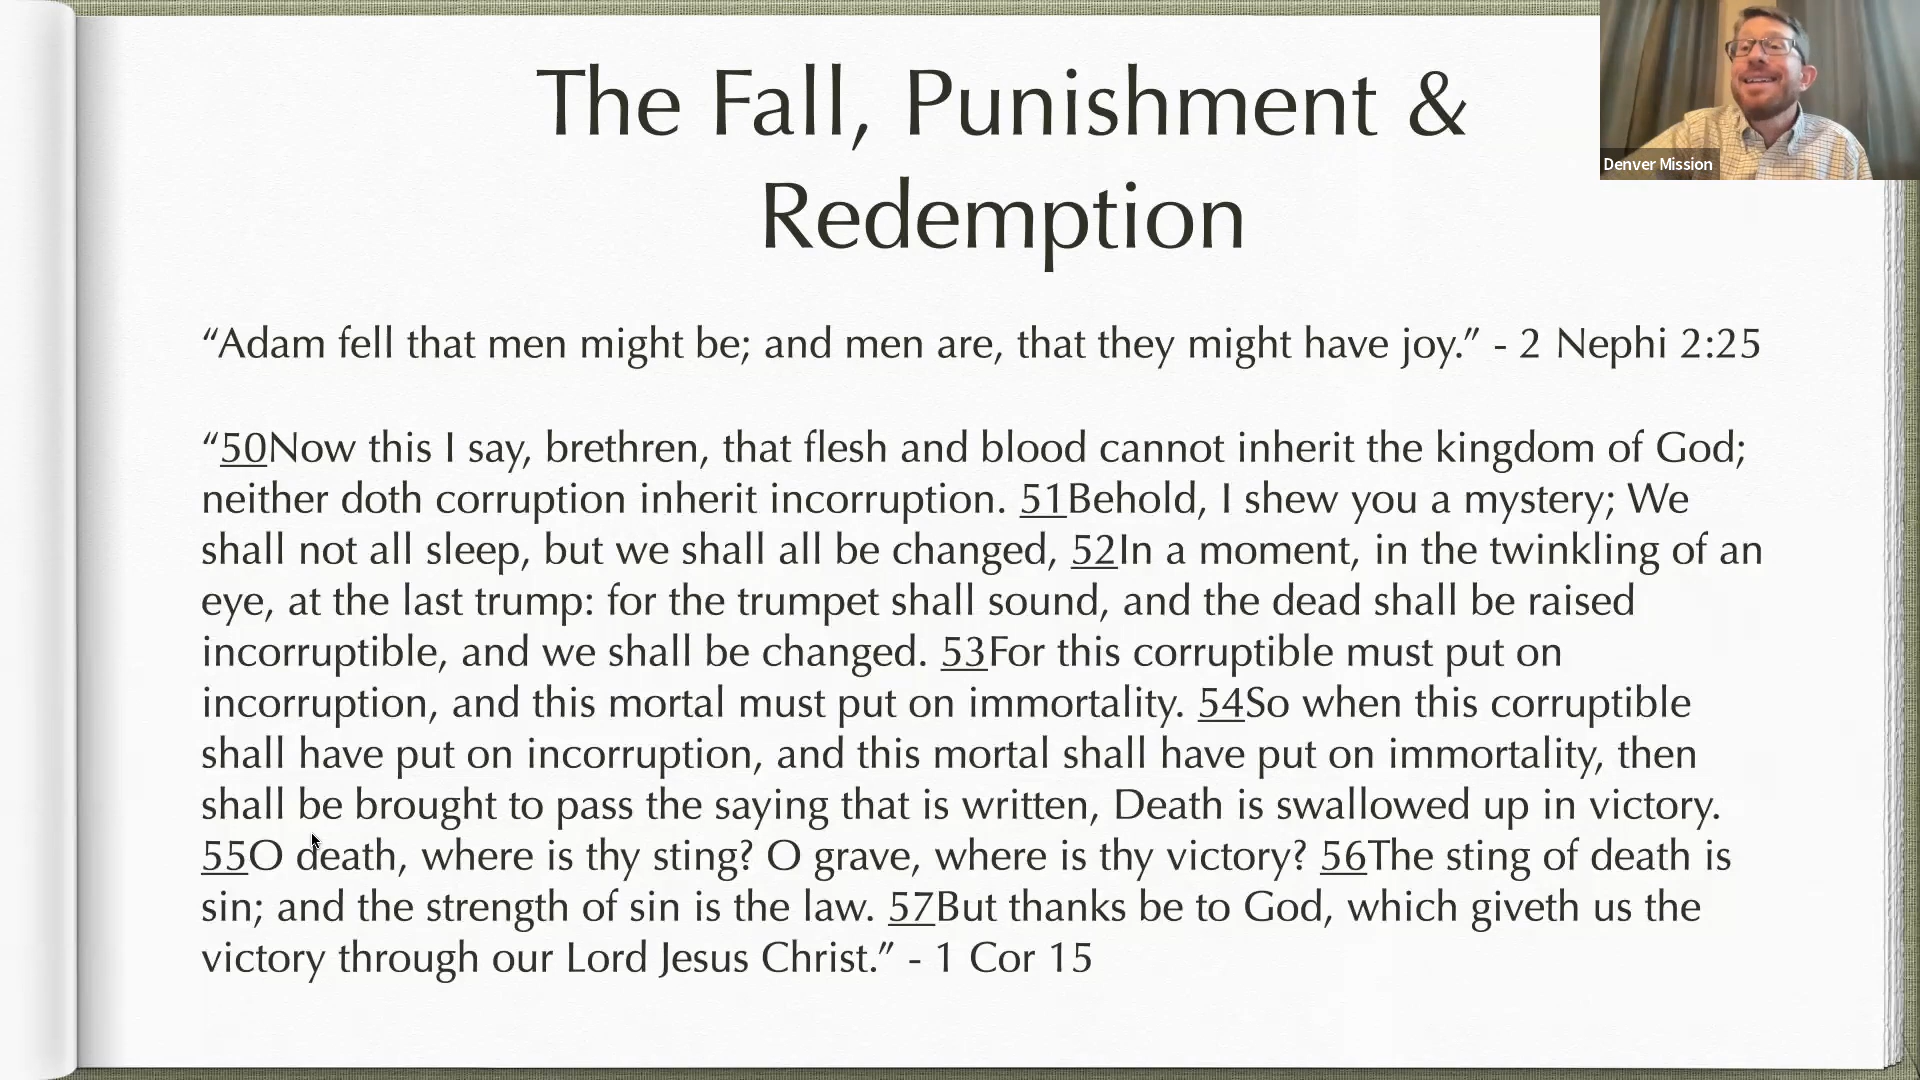 The Fall, Punishment &
Redemption
Denver Mission
“Adam fell that men might be; and men are, that they might have joy.” - 2 Nephi 2:25
“50Now this I say, brethren, that flesh and blood cannot inherit the kingdom of God;
neither doth corruption inherit incorruption. 51Behold, I shew you a mystery; We
shall not all sleep, but we shall all be changed, 52In a moment, in the twinkling of an
eye, at the last trump: for the trumpet shall sound, and the dead shall be raised
incorruptible, and we shall be changed. 53For this corruptible must put on
incorruption, and this mortal must put on immortality. 54So when this corruptible
shall have put on incorruption, and this mortal shall have put on immortality, then
shall be brought to pass the saying that is written, Death is swallowed up in victory.
55O death, where is thy sting? O grave, where is thy victory? 56The sting of death is
sin; and the strength of sin is the law. 57But thanks be to God, which giveth us the
victory through our Lord Jesus Christ.” - 1 Cor 15